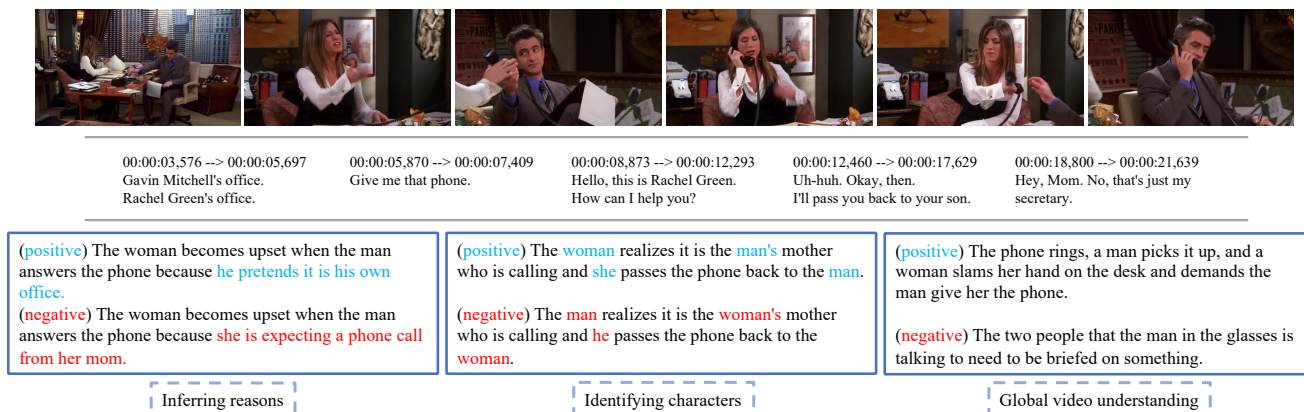 00:00:03,576 --> 00:00:05,697
Gavin Mitchell's office.
Rachel Green's office.
00:00:05,870 --> 00:00:07,409
Give me that phone.
00:00:08,873 --> 00:00:12,293
Hello, this is Rachel Green.
How can I help you?
00:00:12,460 --> 00:00:17,629
Uh-huh. Okay, then.
I'll pass you back to your son.
00:00:18,800 --> 00:00:21,639
Hey, Mom. No, that's just my
secretary.
(positive) The woman becomes upset when the man
answers the phone because he pretends it is his own
office.
(negative) The woman becomes upset when the man
answers the phone because she is expecting a phone call
from her mom.
Inferring reasons
(positive) The woman realizes it is the man's mother
who is calling and she passes the phone back to the man.
(negative) The man realizes it is the woman's mother
who is calling and he passes the phone back to the
woman.
Identifying characters
(positive) The phone rings, a man picks it up, and a
woman slams her hand on the desk and demands the
man give her the phone.
(negative) The two people that the man in the glasses is
talking to need to be briefed on something.
Global video understanding